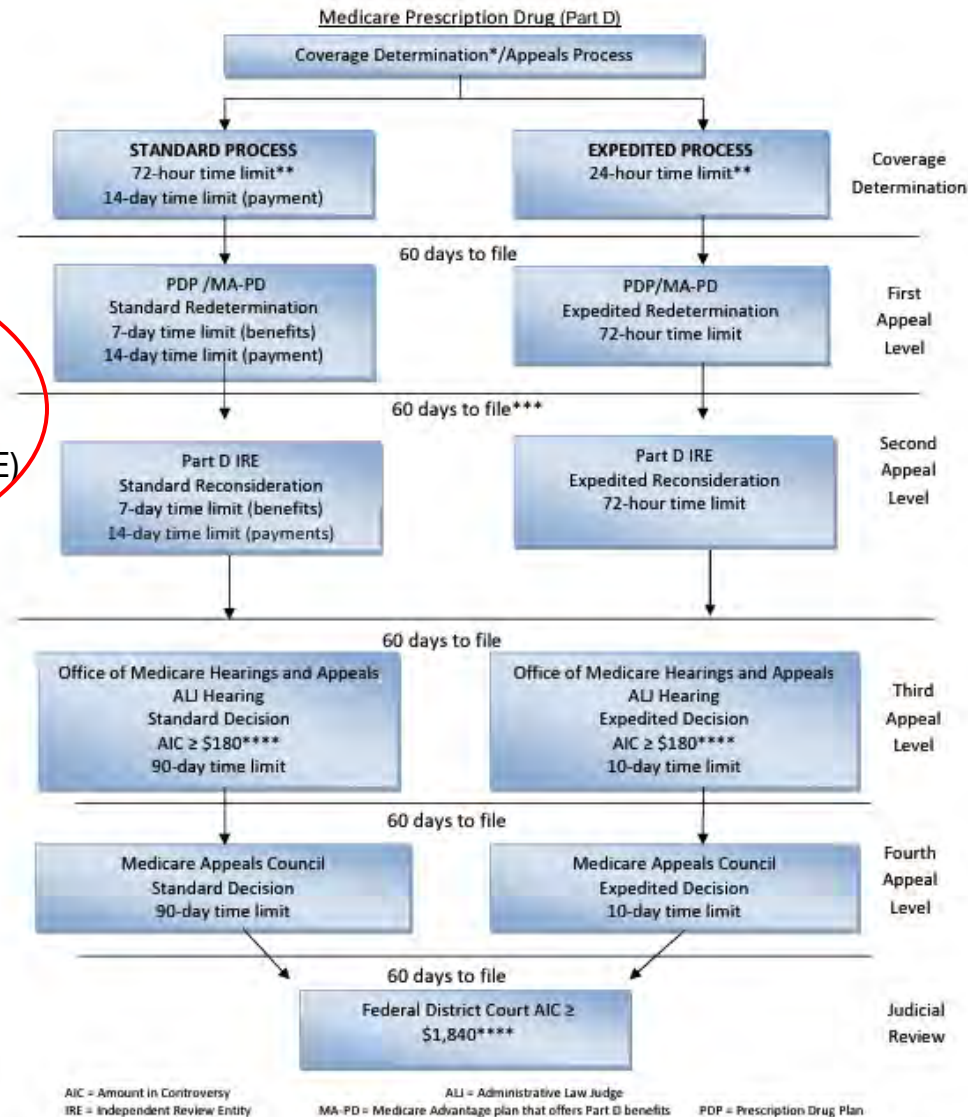 Medicare Prescription Drug (Part D)
Coverage Determination*/Appeals Process
STANDARD PROCESS
72-hour time limit**
14-day time limit (payment)
EXPEDITED PROCESS
24-hour time limit**
Coverage
Determination
60 days to file
PDP /MA-PD
Standard Redetermination
7-day time limit (benefits)
14-day time limit (payment)
PDP/MA-PD
Expedited Redetermination
72-hour time limit
First
Appeal
Level
60 days to file***
E)
Part D IRE
Standard Reconsideration
7-day time limit (benefits)
14-day time limit (payments)
Part D IRE
Expedited Reconsideration
72-hour time limit
Second
Appeal
Level
60 days to file
Office of Medicare Hearings and Appeals
ALJ Hearing
Standard Decision
AIC ≥ $180****
90-day time limit
Office of Medicare Hearings and Appeals
ALJ Hearing
Expedited Decision
AIC ≥ $180****
10-day time limit
Third
Appeal
Level
60 days to file
Medicare Appeals Council
Standard Decision
90-day time limit
Medicare Appeals Council
Expedited Decision
10-day time limit
Fourth
Appeal
Level
60 days to file
Federal District Court AIC ≥
$1,840****
Judicial
Review
AIC = Amount in Controversy
ALJ = Administrative Law Judge
IRE = Independent Review Entity
MA-PD = Medicare Advantage plan that offers Part D benefits
PDP = Prescription Drug Plan